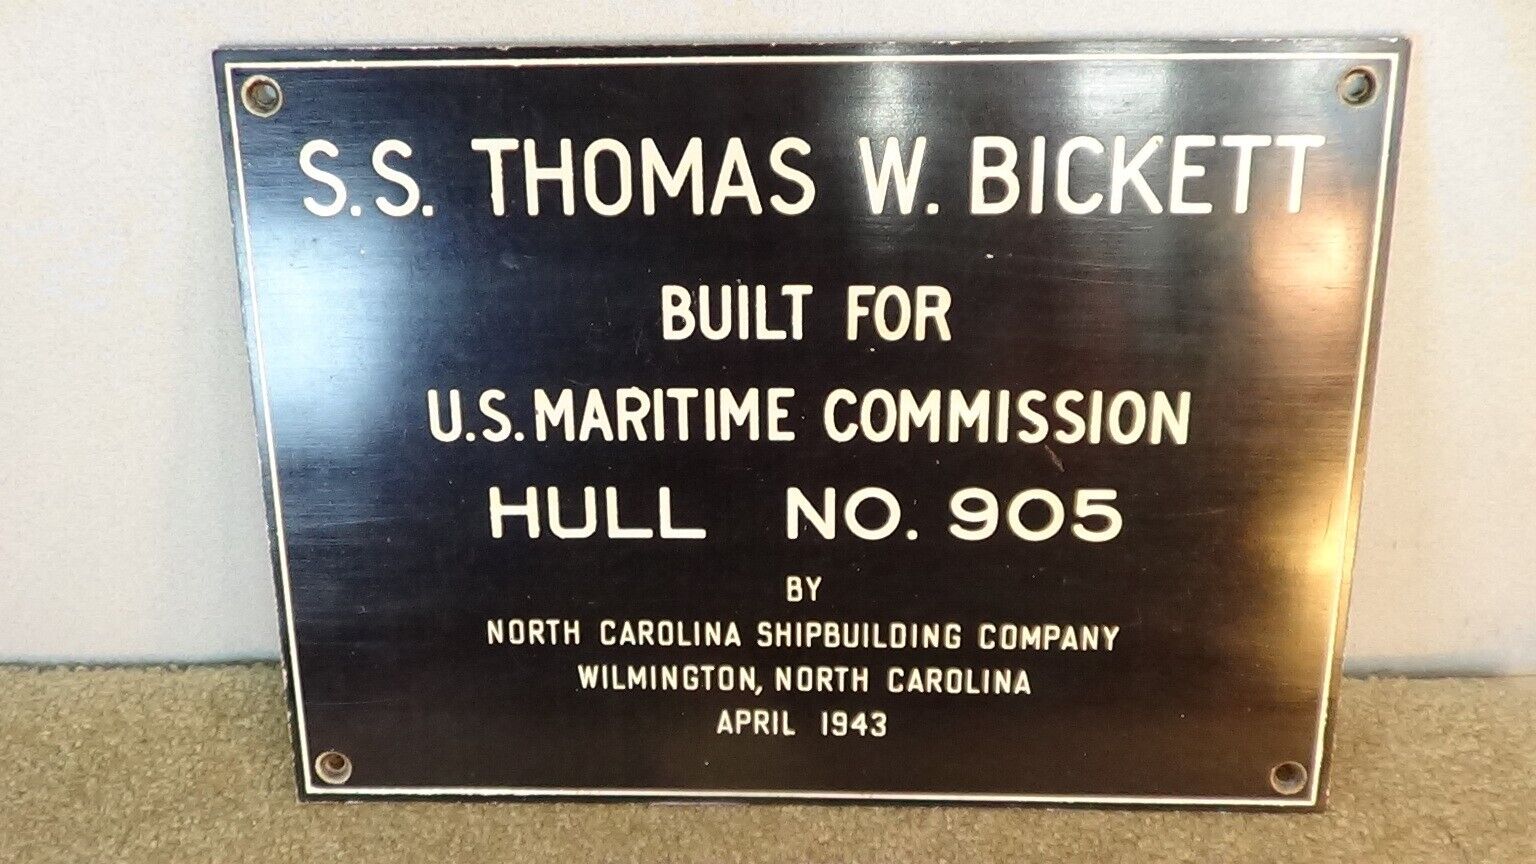 S.S. THOMAS W. BICKETT
BUILT FOR
U.S. MARITIME COMMISSION
HULL NO. 905
BY
NORTH CAROLINA SHIPBUILDING COMPANY
WILMINGTON, NORTH CAROLINA
APRIL 1943